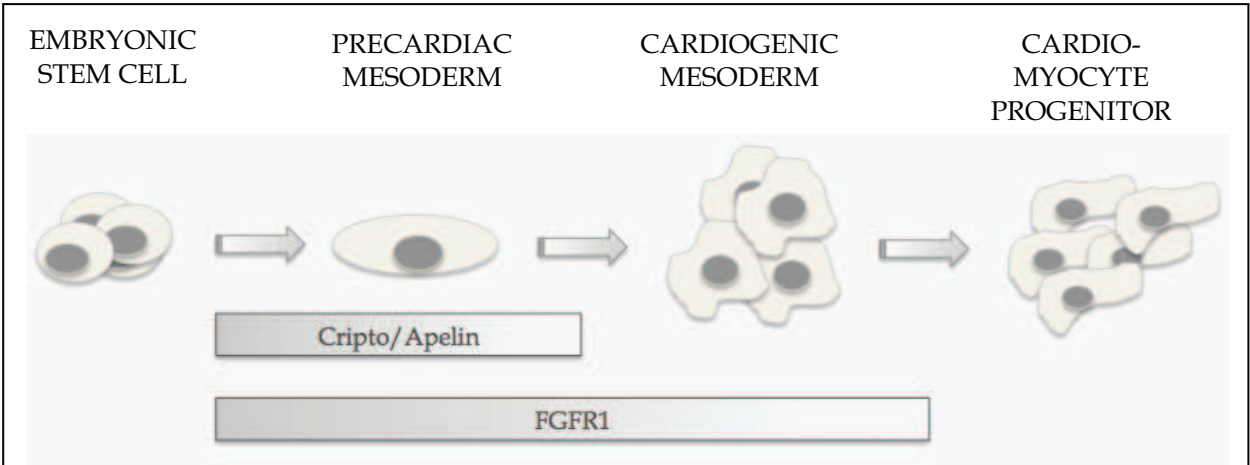 EMBRYONIC
STEM CELL
PRECARDIAC
MESODERM
CARDIOGENIC
MESODERM
CARDIO-
MYOCYTE
PROGENITOR
Cripto/Apelin
FGFR1